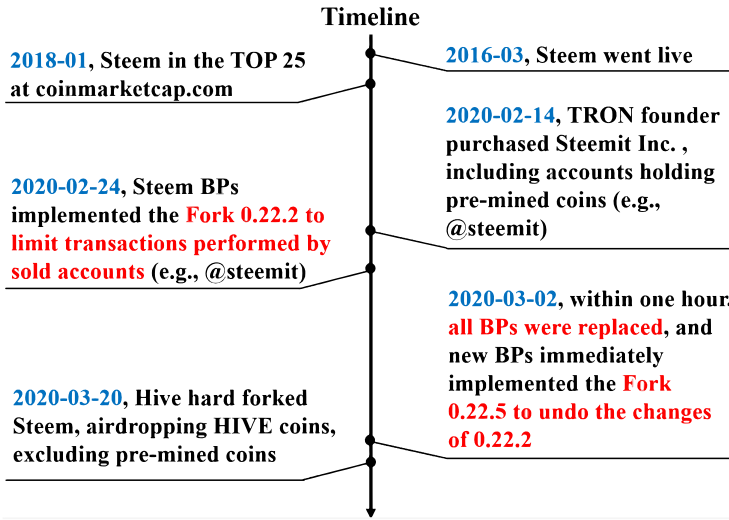 Timeline
2016-03, Steem went live
2018-01, Steem in the TOP 25
at coinmarketcap.com
2020-02-14, TRON founder
purchased Steemit Inc. ,
including accounts holding
pre-mined coins (e.g.,
@steemit)
2020-02-24, Steem BPs
implemented the Fork 0.22.2 to
limit transactions performed by
sold accounts (e.g., @steemit)
2020-03-02, within one hour,
all BPs were replaced, and
new BPs immediately
implemented the Fork
0.22.5 to undo the changes
of 0.22.2
2020-03-20, Hive hard forked
Steem, airdropping HIVE coins,
excluding pre-mined coins